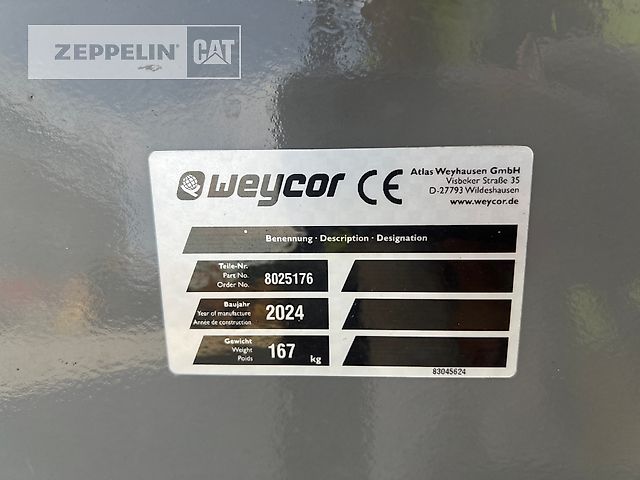 ZEPPELIN CAT
weycor CE
Atlas Weyhausen GmbH
Visbeker Straße 35
D-27793 Wildeshausen
www.weycor.de
Benennung · Description · Designation
Teile-Nr.
Part No.
Order No.
8025176
Baujahr
Year of manufacture
Année de construction
2024
Gewicht
Weight
Poids
167 kg
83045624